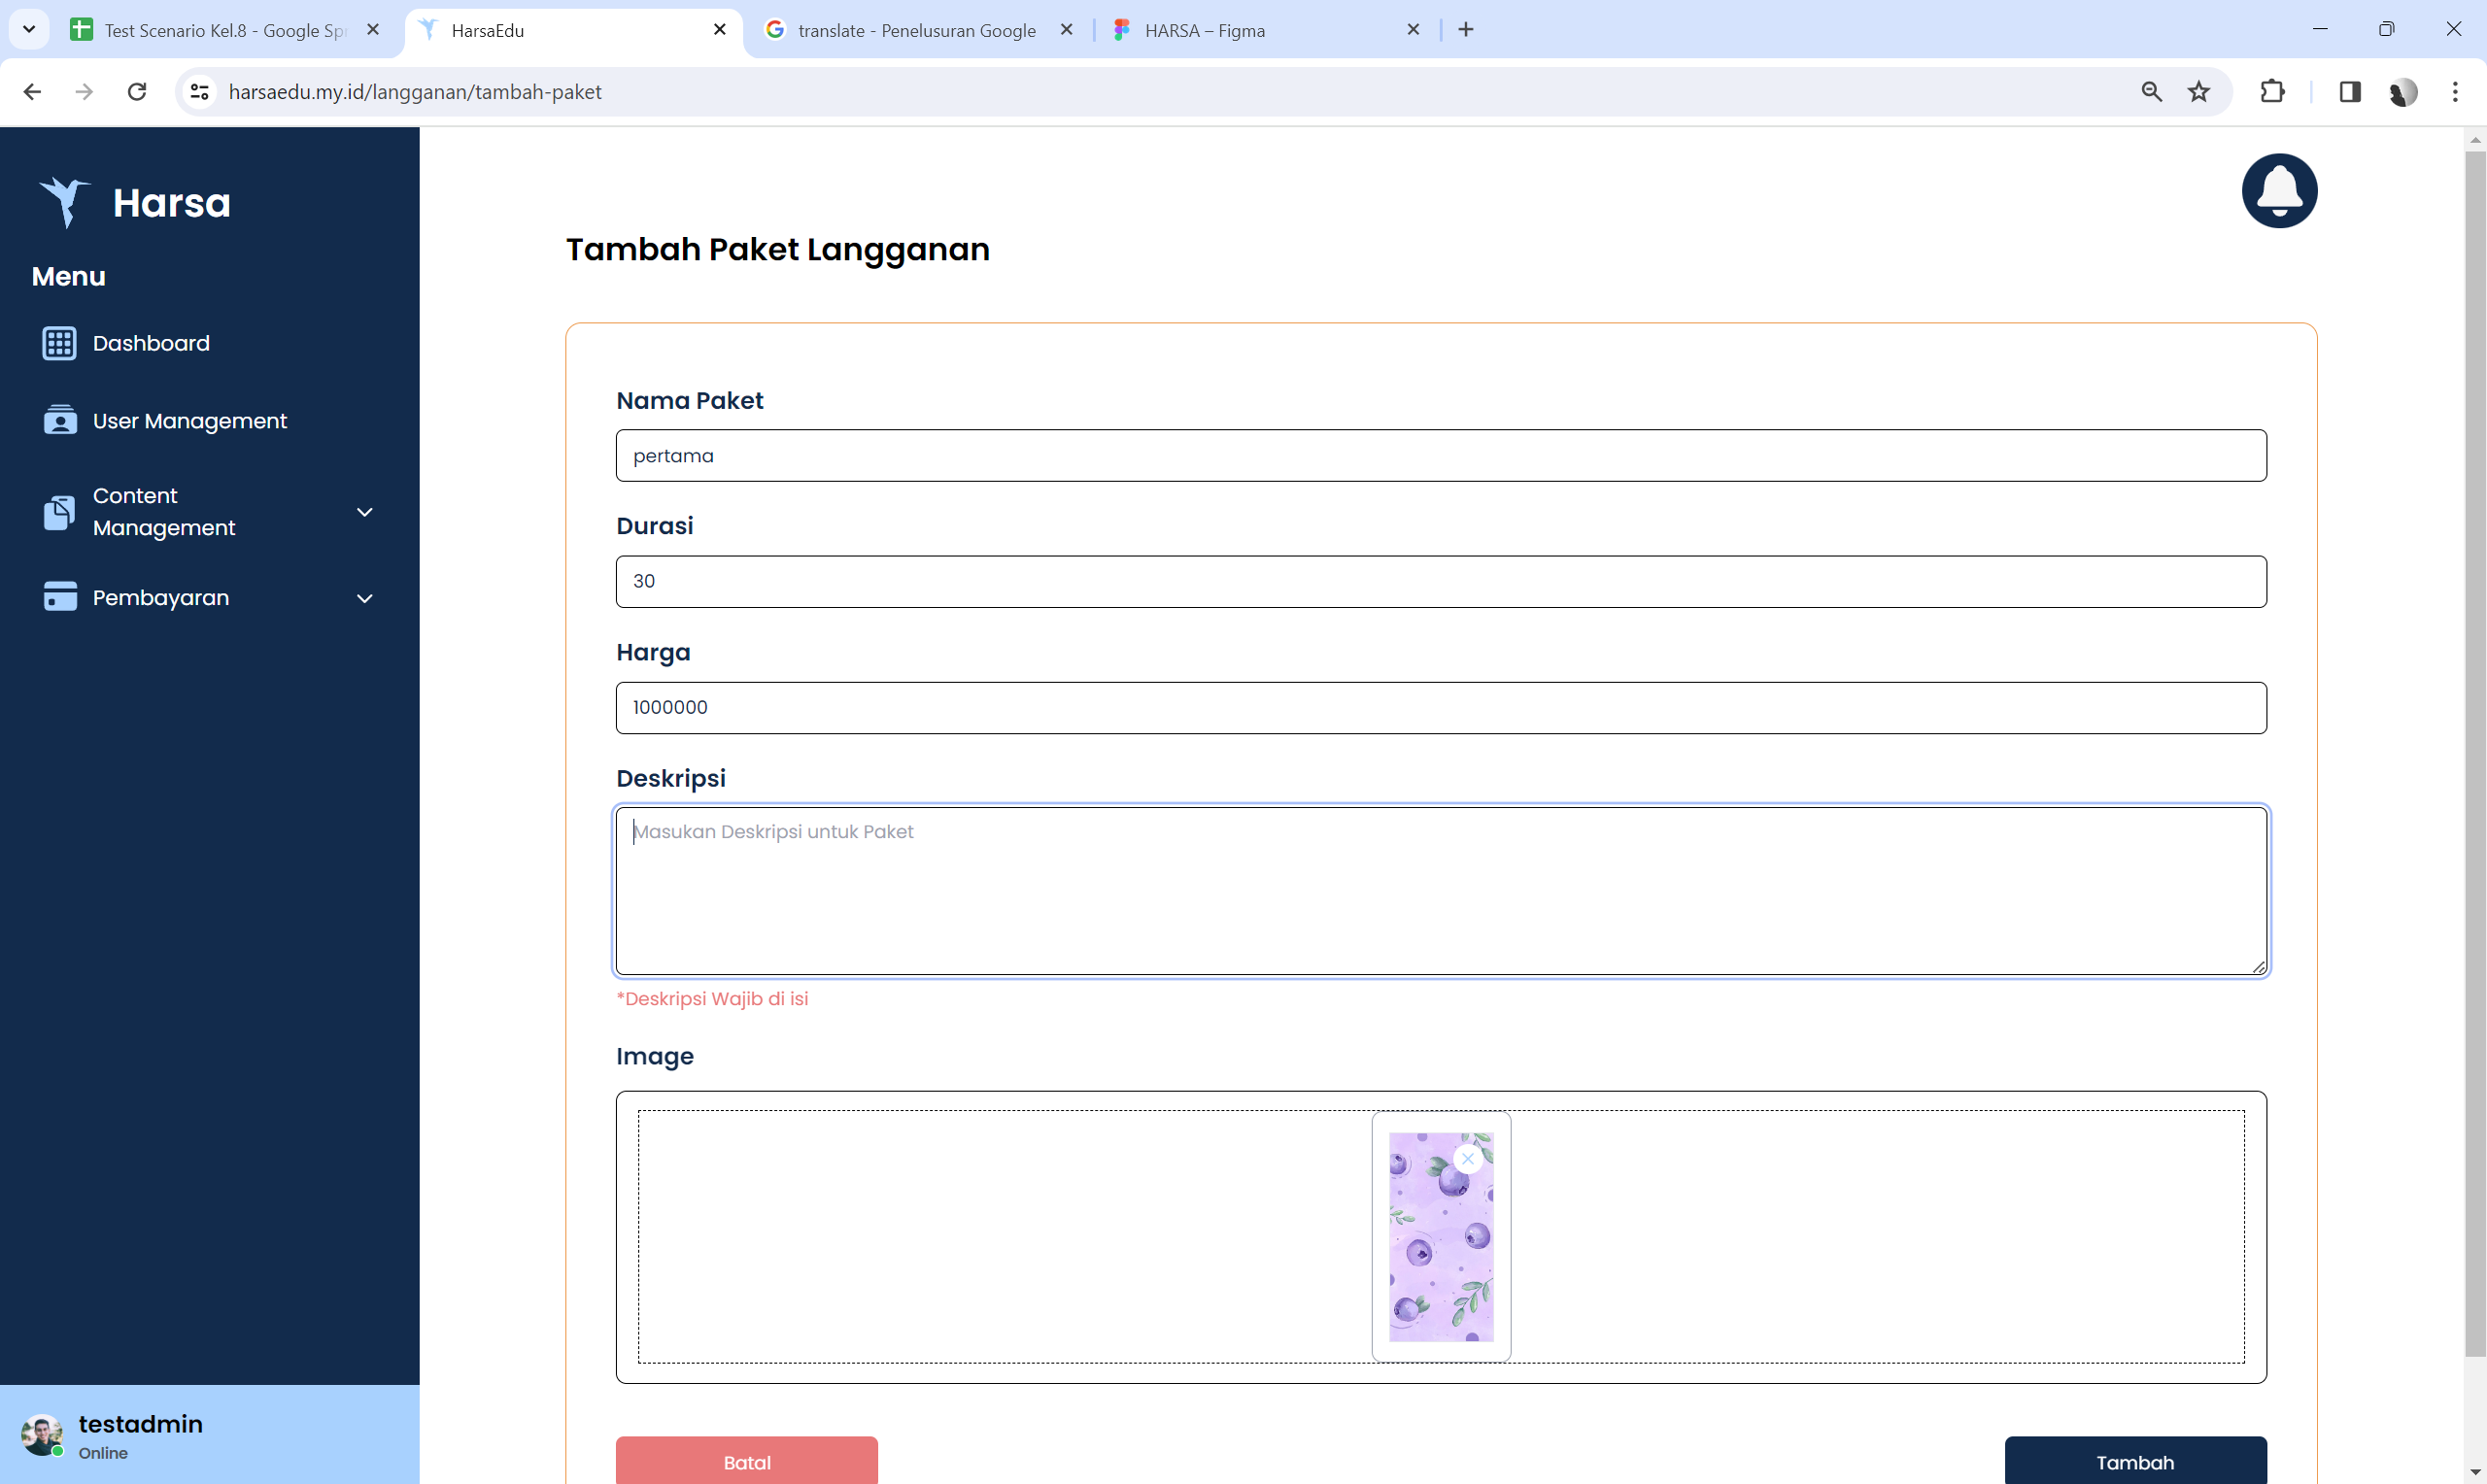 Test Scenario Kel.8 - Google Spr
HarsaEdu
translate - Penelusuran Google
HARSA – Figma
harsaedu.my.id/langganan/tambah-paket
Harsa
Menu
Dashboard
User Management
Content
Management
Pembayaran
testadmin
Online
Tambah Paket Langganan
Nama Paket
pertama
Durasi
30
Harga
1000000
Deskripsi
Masukan Deskripsi untuk Paket
*Deskripsi Wajib di isi
Image
Batal
Tambah